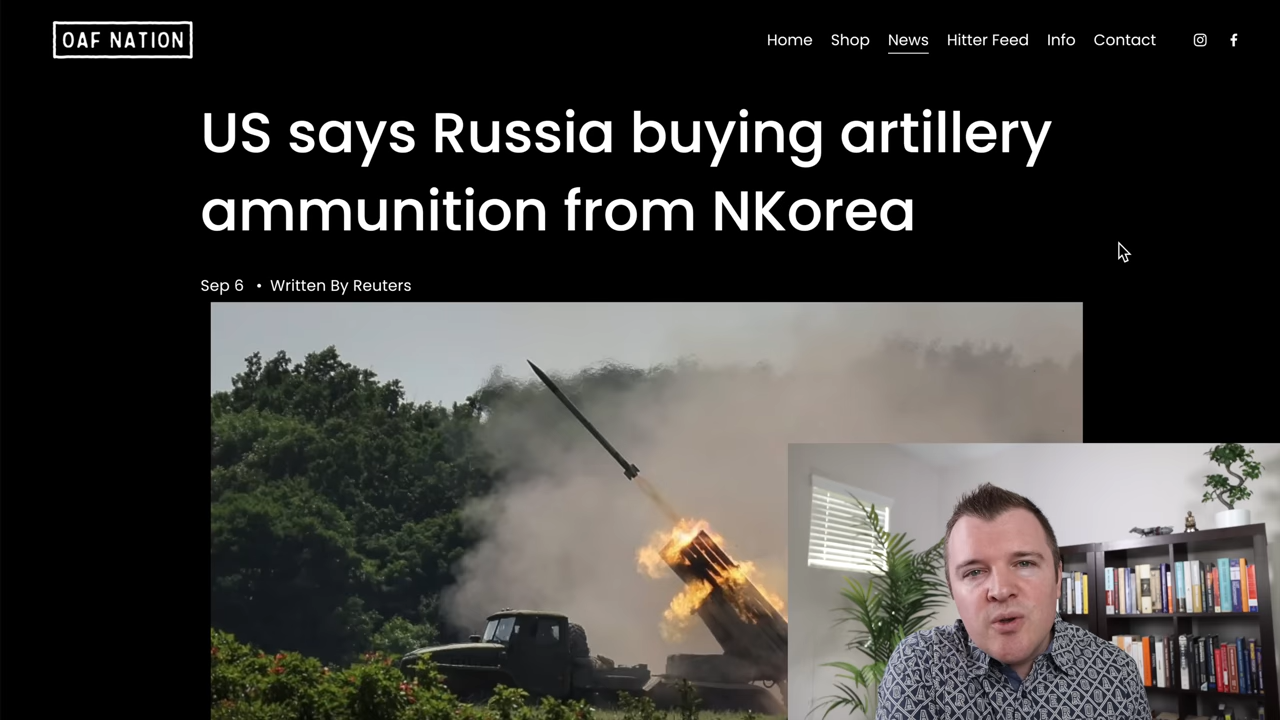 OAF NATION
Home Shop News Hitter Feed Info Contact
US says Russia buying artillery
ammunition from NKorea
Sep 6 • Written By Reuters